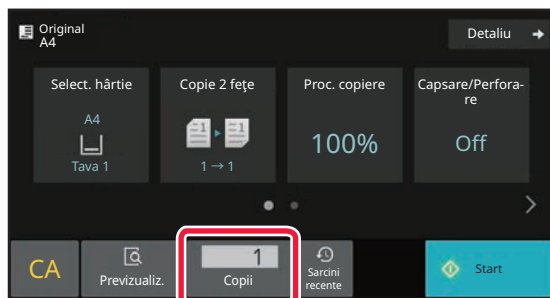 Original
A4
Detaliu
Select. hârtie
A4
Tava 1
Copie 2 feţe
1 → 1
Proc. copiere
100%
Capsare/Perfora-
re
Off
CA
Previzualiz.
1
Copii
Sarcini
recente
Start